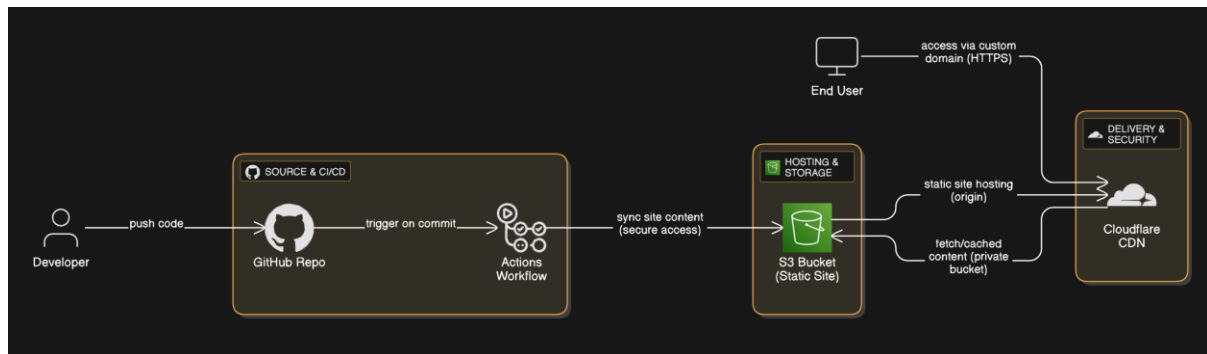 access via custom
domain (HTTPS)
End User
DELIVERY &
SECURITY
SOURCE & CI/CD
HOSTING &
STORAGE
push code
trigger on commit
sync site content
(secure access)
static site hosting
(origin)
Developer
GitHub Repo
Actions
Workflow
S3 Bucket
(Static Site)
fetch/cached
content (private
bucket)
Cloudflare
CDN